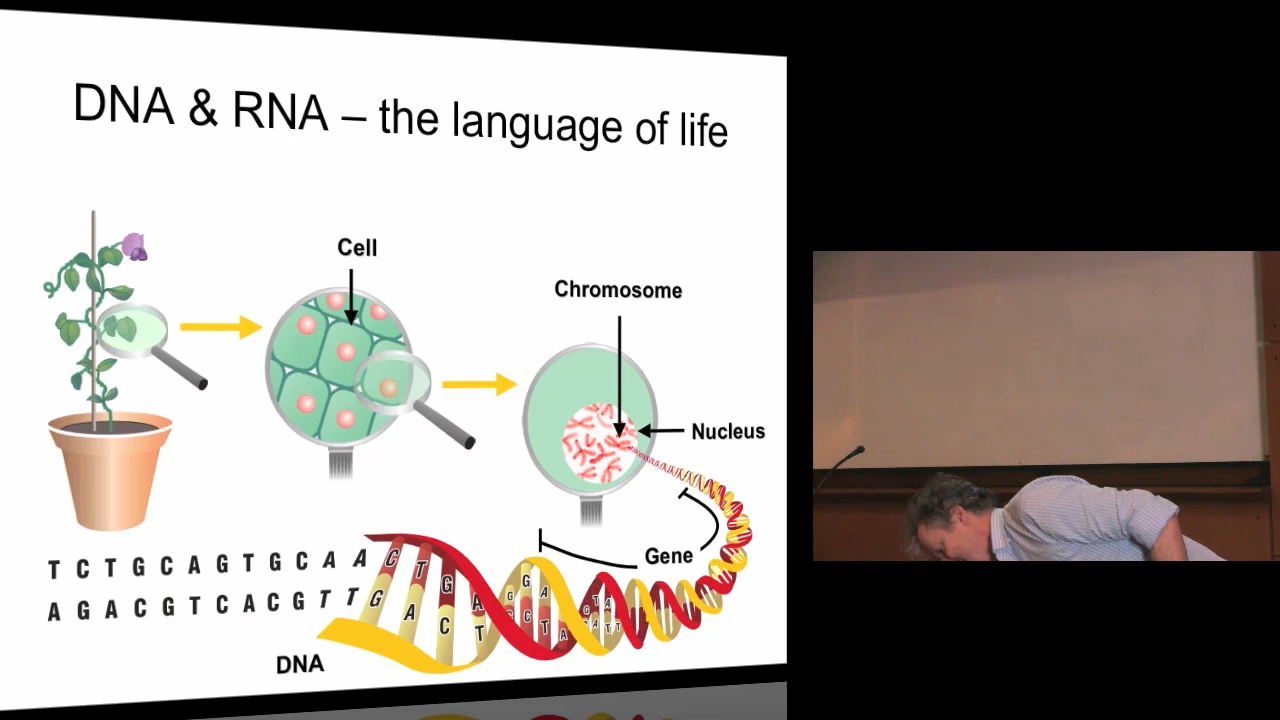 DNA & RNA – the language of life
Cell
Chromosome
Nucleus
Gene
T C T G C A G T G C A A C T G A G A
A G A C G T C A C G T T G A C T
DNA